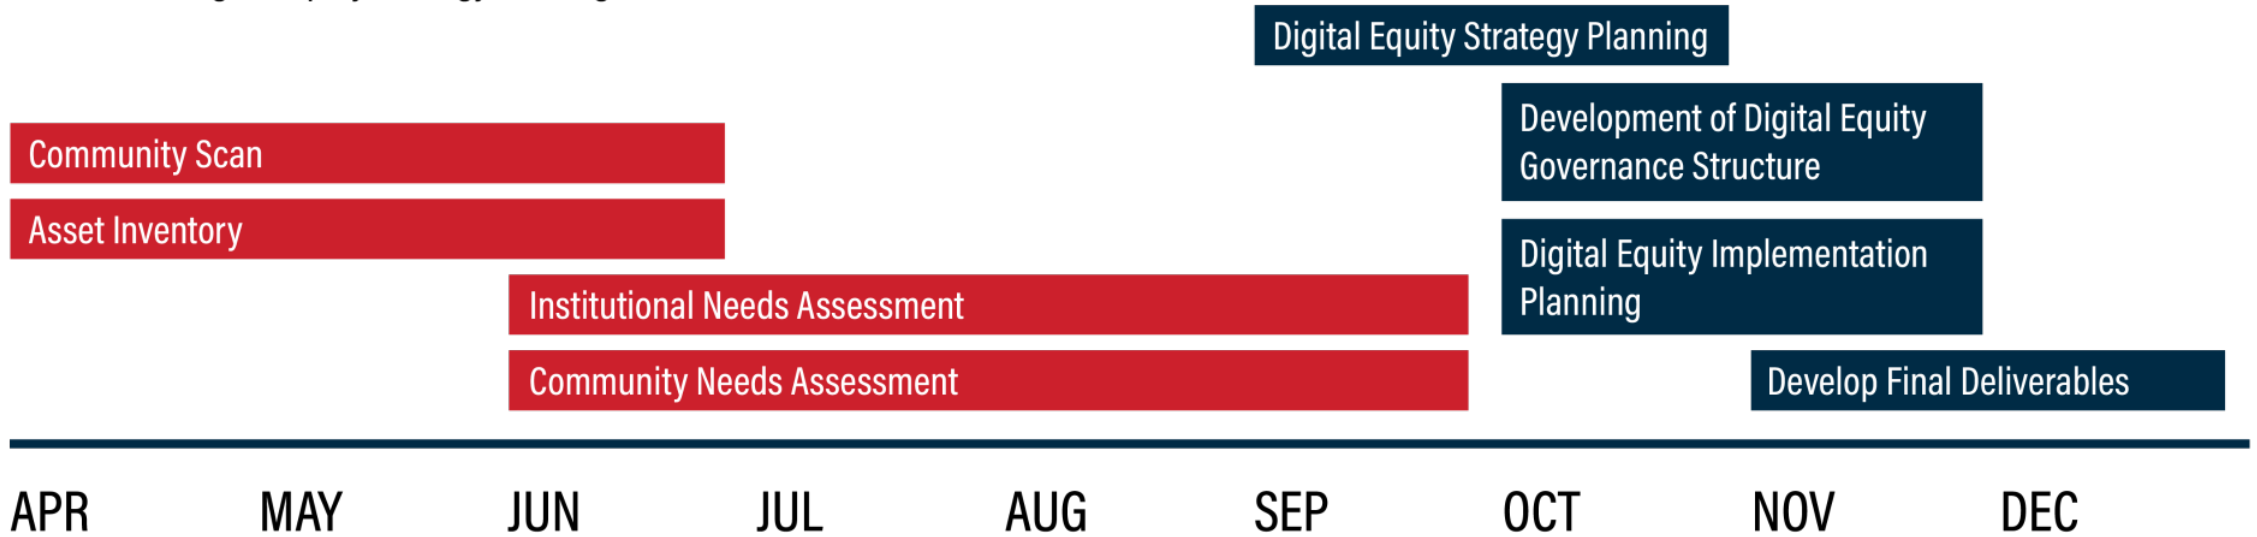 Digital Equity Strategy Planning
Development of Digital Equity
Governance Structure
Community Scan
Asset Inventory
Digital Equity Implementation
Planning
Institutional Needs Assessment
Community Needs Assessment
Develop Final Deliverables
APR MAY JUN JUL AUG SEP OCT NOV DEC